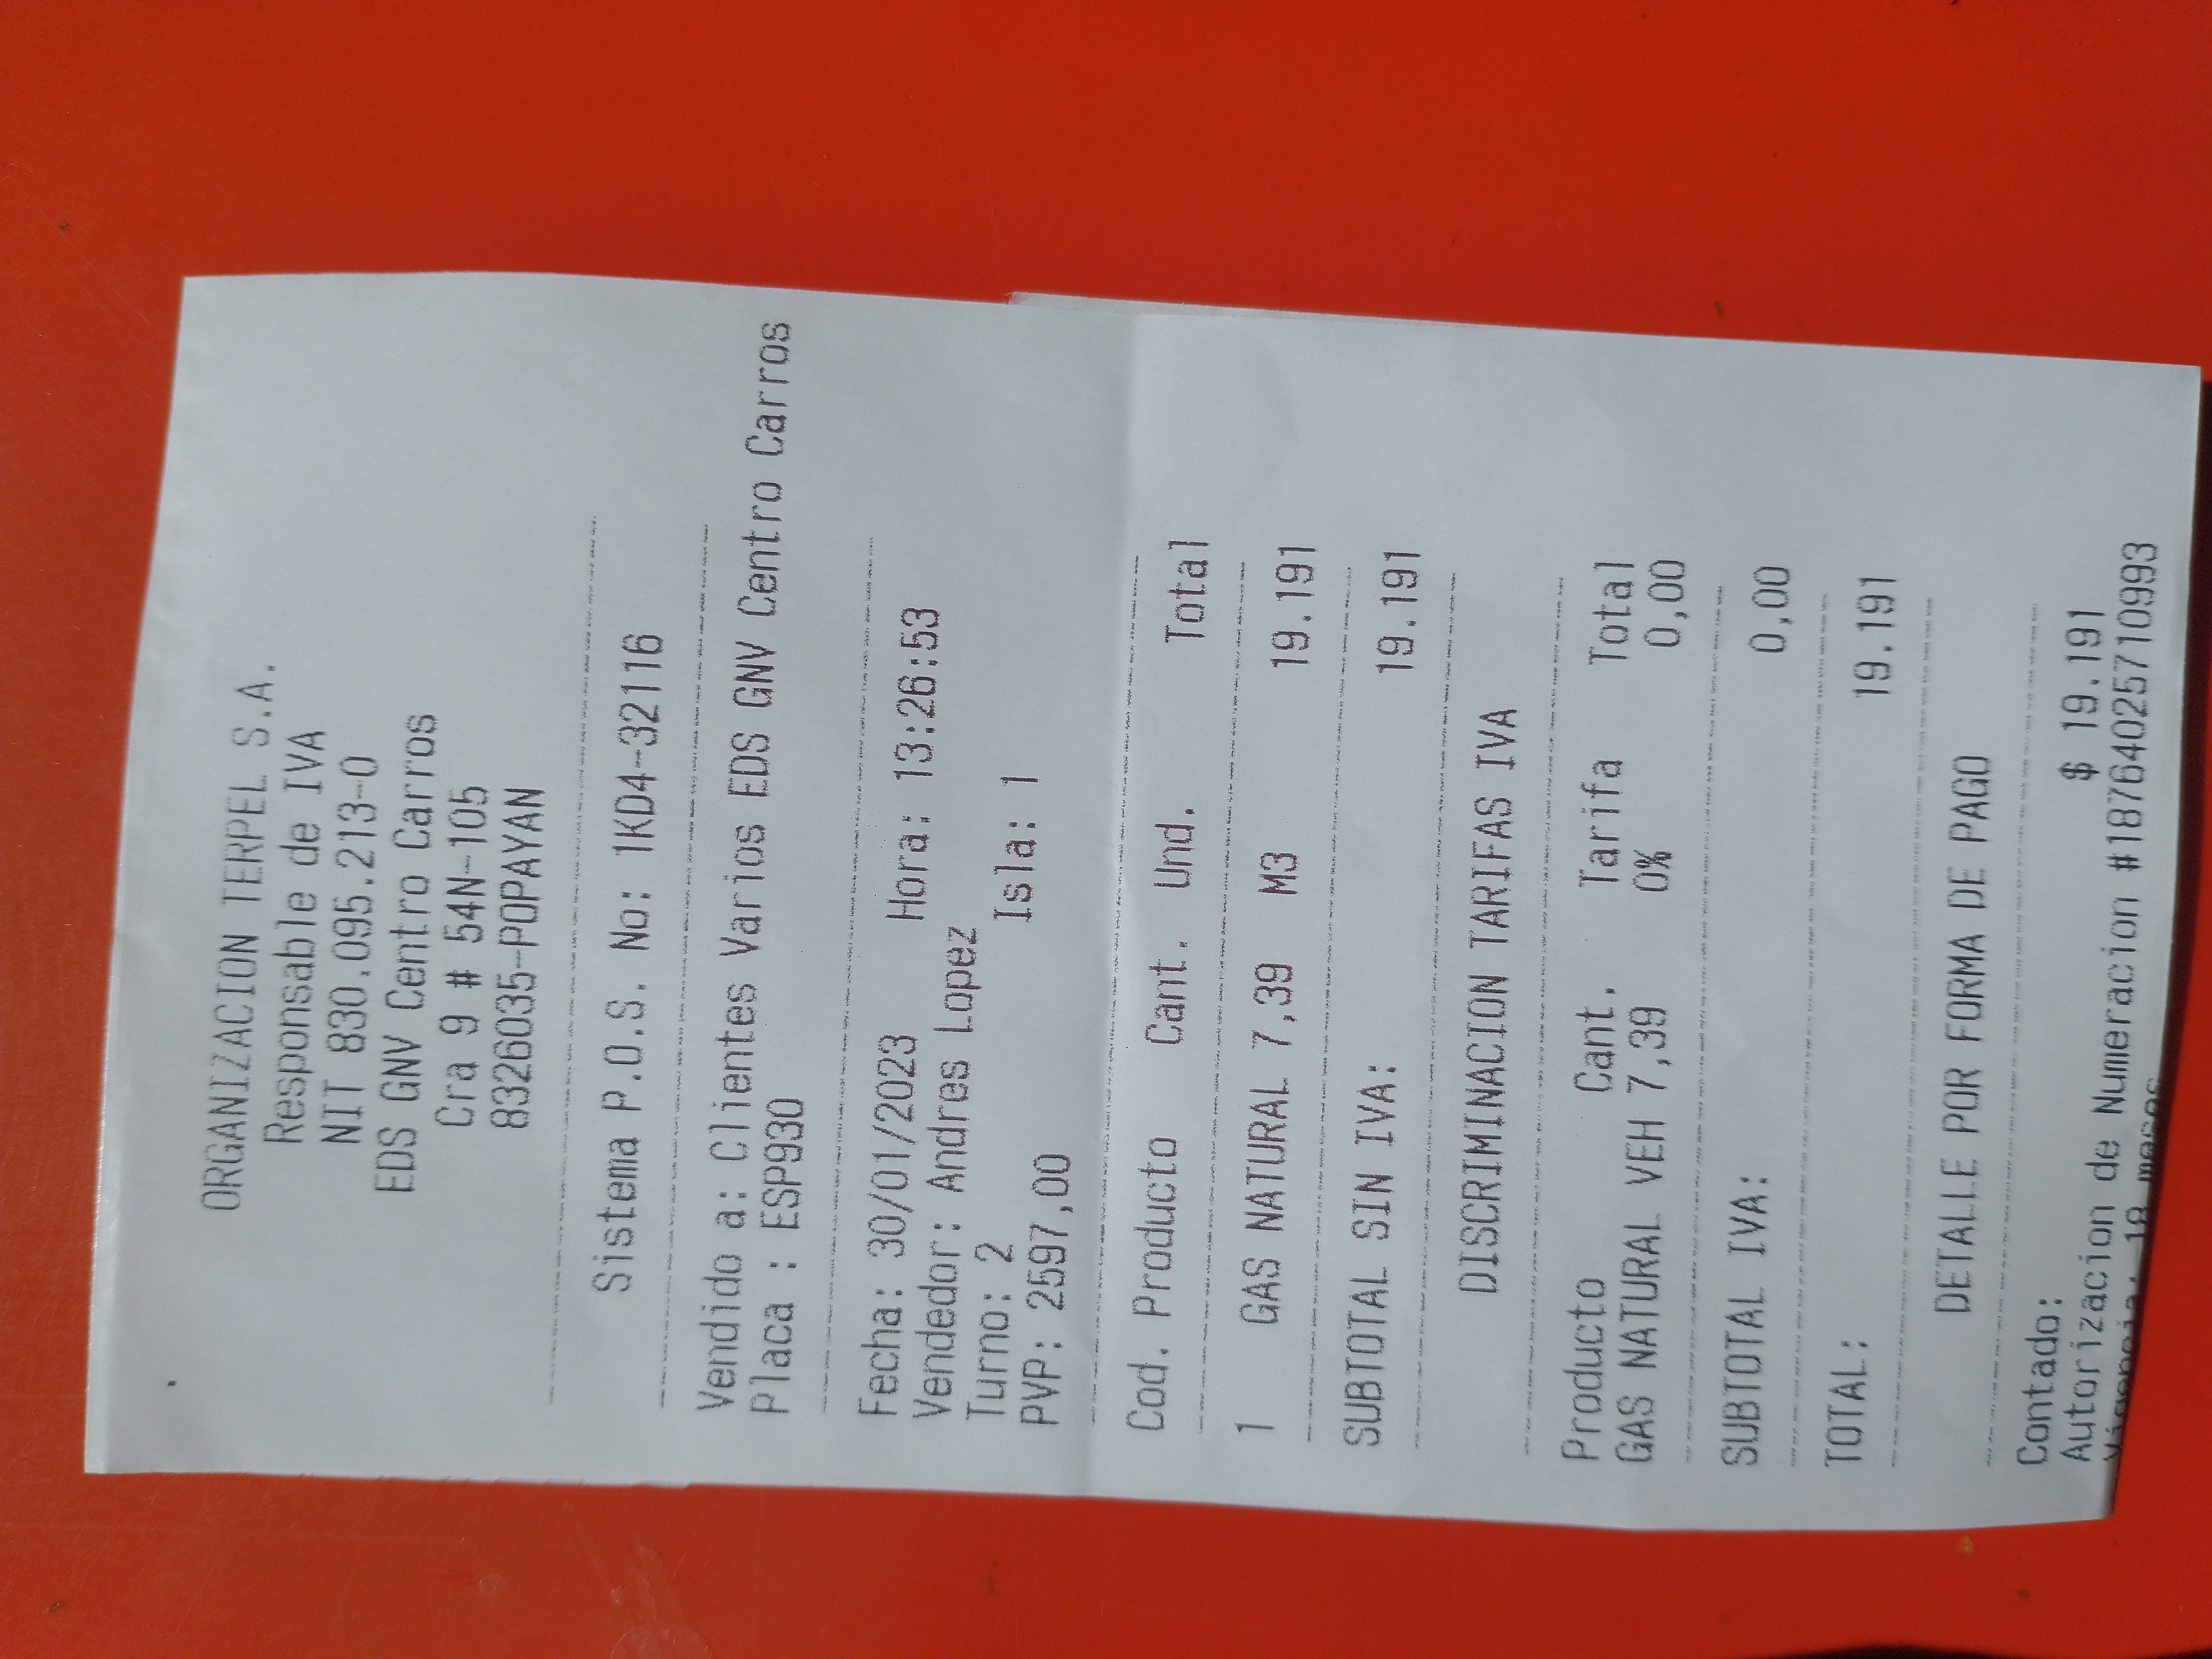 ORGANIZACION TERPEL S.A.
Responsable de IVA
NIT 830.095.213-0
EDS GNV Centro Carros
Cra 9 # 54N-105
8326035-POPAYAN
Sistema P.O.S. No: 1KD4-32116
Vendido a: Clientes Varios EDS GNV Centro Carros
Placa : ESP930
Fecha: 30/01/2023 Hora: 13:26:53
Vendedor: Andres Lopez
Turno: 2 Isla: 1
PVP: 2597,00
Cod. Producto Cant. Und. Total
1 GAS NATURAL 7,39 M3 19.191
SUBTOTAL SIN IVA: 19.191
DISCRIMINACION TARIFAS IVA
Producto Cant. Tarifa Total
GAS NATURAL VEH 7,39 0% 0,00
SUBTOTAL IVA: 0,00
TOTAL: 19.191
DETALLE POR FORMA DE PAGO
Contado: $ 19.191
Autorizacion de Numeracion #18764025710993
Vigencia: 18 meses